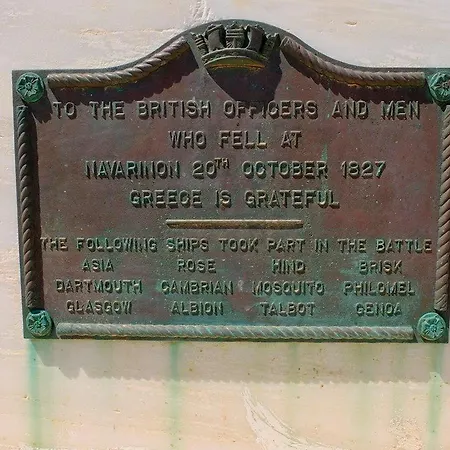 TO THE BRITISH OFFICERS AND MEN
WHO FELL AT
NAVARINON 20TH OCTOBER 1827
GREECE IS GRATEFUL
THE FOLLOWING SHIPS TOOK PART IN THE BATTLE
ASIA ROSE HIND BRISK
DARTMOUTH CAMBRIAN MOSQUITO PHILOMEL
GLASGOW ALBION TALBOT GENOA